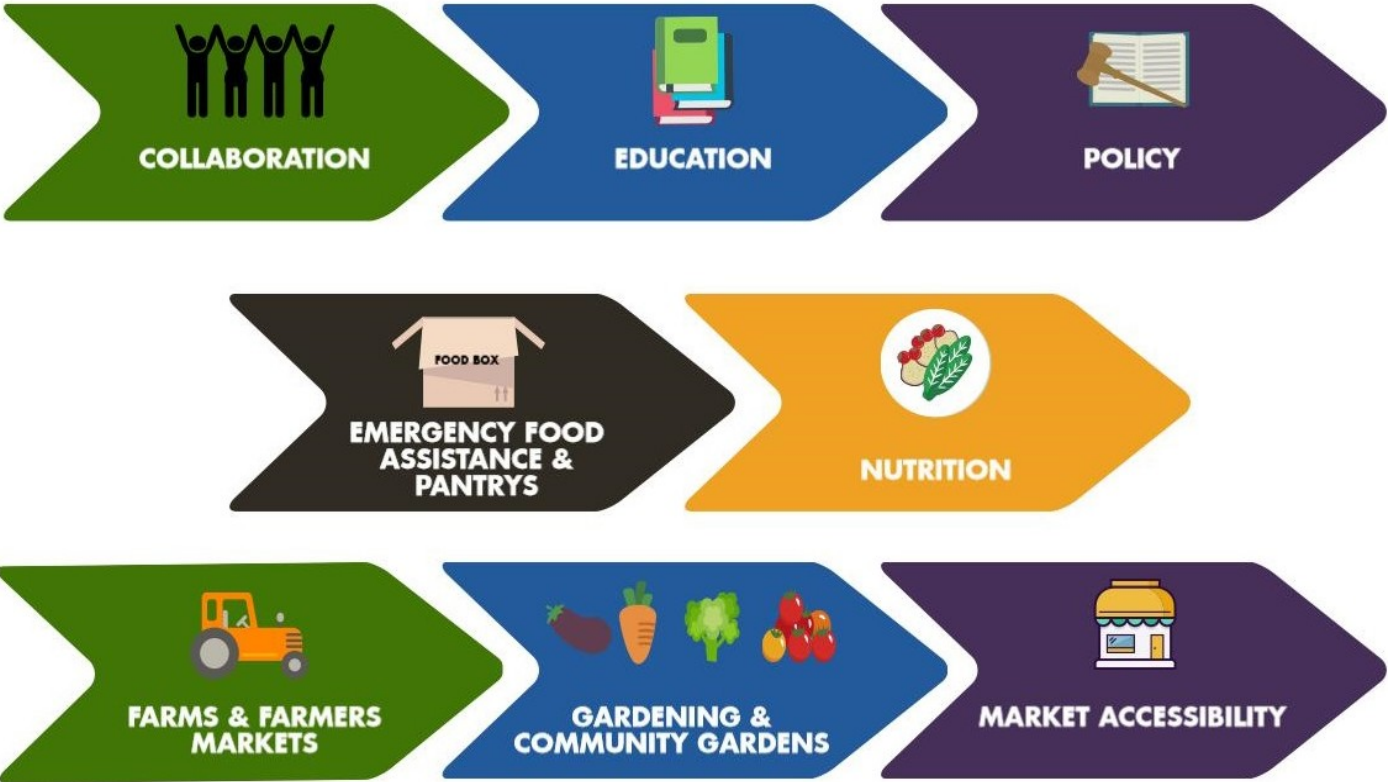 COLLABORATION
EDUCATION
POLICY
FOOD BOX
EMERGENCY FOOD
ASSISTANCE &
PANTRYS
NUTRITION
FARMS & FARMERS
MARKETS
GARDENING &
COMMUNITY GARDENS
MARKET ACCESSIBILITY